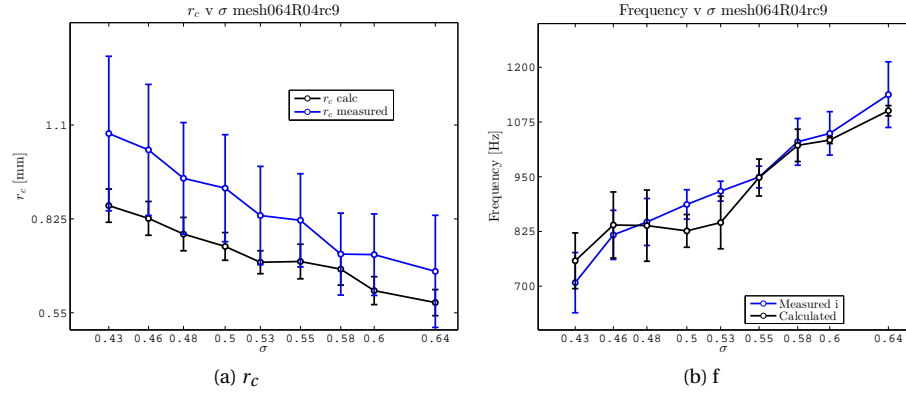 r_c v σ mesh064R04rc9
r_c [mm]
1.1
0.825
0.55
r_c calc
r_c measured
0.43 0.46 0.48 0.5 0.53 0.55 0.58 0.6 0.64
σ
(a) r_c
Frequency v σ mesh064R04rc9
Frequency [Hz]
1200
1075
950
825
700
Measured i
Calculated
0.43 0.46 0.48 0.5 0.53 0.55 0.58 0.6 0.64
σ
(b) f